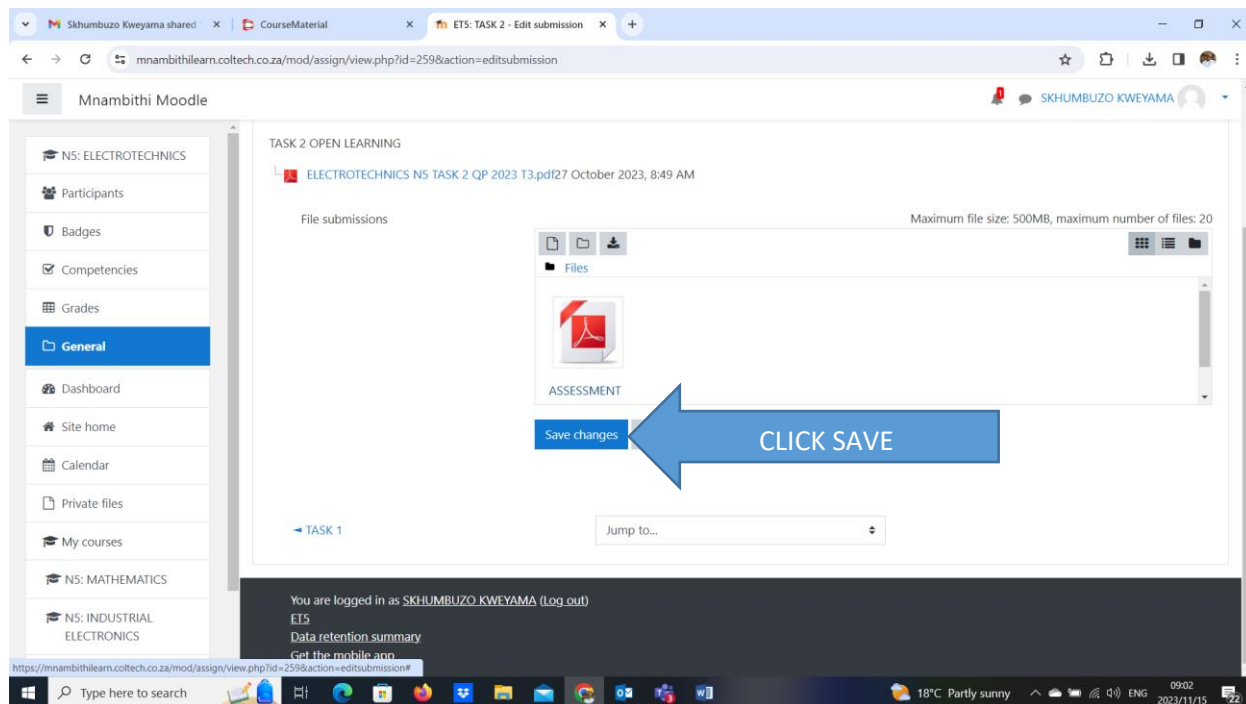 Skhumbuzo Kweyama shared
CourseMaterial
ET5: TASK 2 - Edit submission
mnambithilearn.coltech.co.za/mod/assign/view.php?id=259&action=editsubmission
Mnambithi Moodle
1
SKHUMBUZO KWEYAMA
N5: ELECTROTECHNICS
Participants
Badges
Competencies
Grades
General
Dashboard
Site home
Calendar
Private files
My courses
N5: MATHEMATICS
N5: INDUSTRIAL
ELECTRONICS
TASK 2 OPEN LEARNING
ELECTROTECHNICS N5 TASK 2 QP 2023 T3.pdf27 October 2023, 8:49 AM
File submissions
Maximum file size: 500MB, maximum number of files: 20
Files
ASSESSMENT
Save changes
CLICK SAVE
◄ TASK 1
Jump to...
You are logged in as SKHUMBUZO KWEYAMA (Log out)
ET5
Data retention summary
Get the mobile app
https://mnambithilearn.coltech.co.za/mod/assign/view.php?id=259&action=editsubmission#
Type here to search
18°C Partly sunny
ENG
09:02
2023/11/15
22